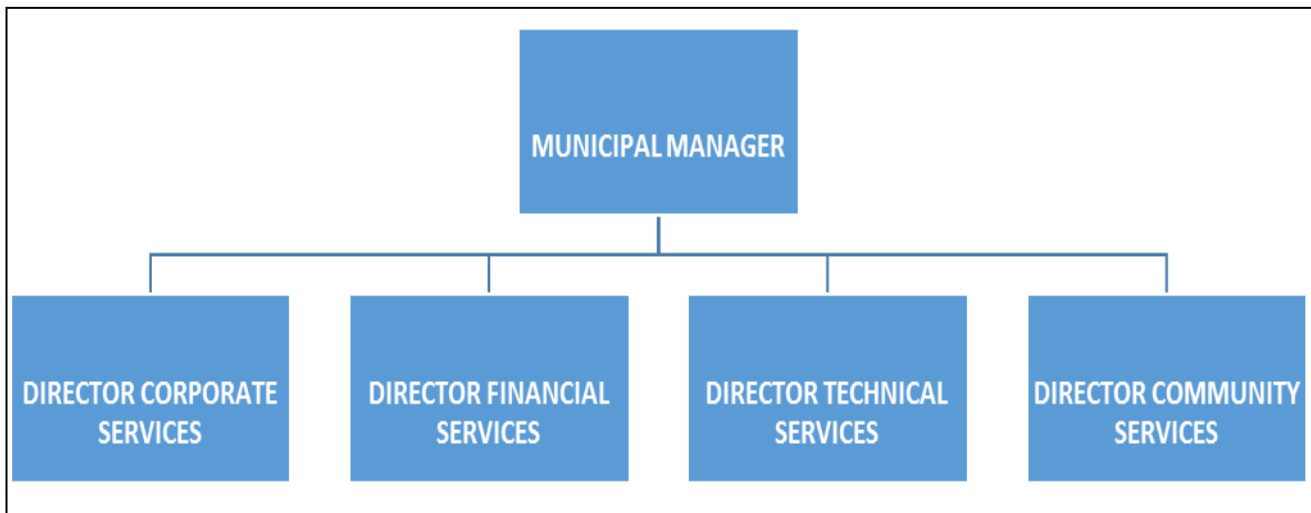 MUNICIPAL MANAGER
DIRECTOR CORPORATE
SERVICES
DIRECTOR FINANCIAL
SERVICES
DIRECTOR TECHNICAL
SERVICES
DIRECTOR COMMUNITY
SERVICES